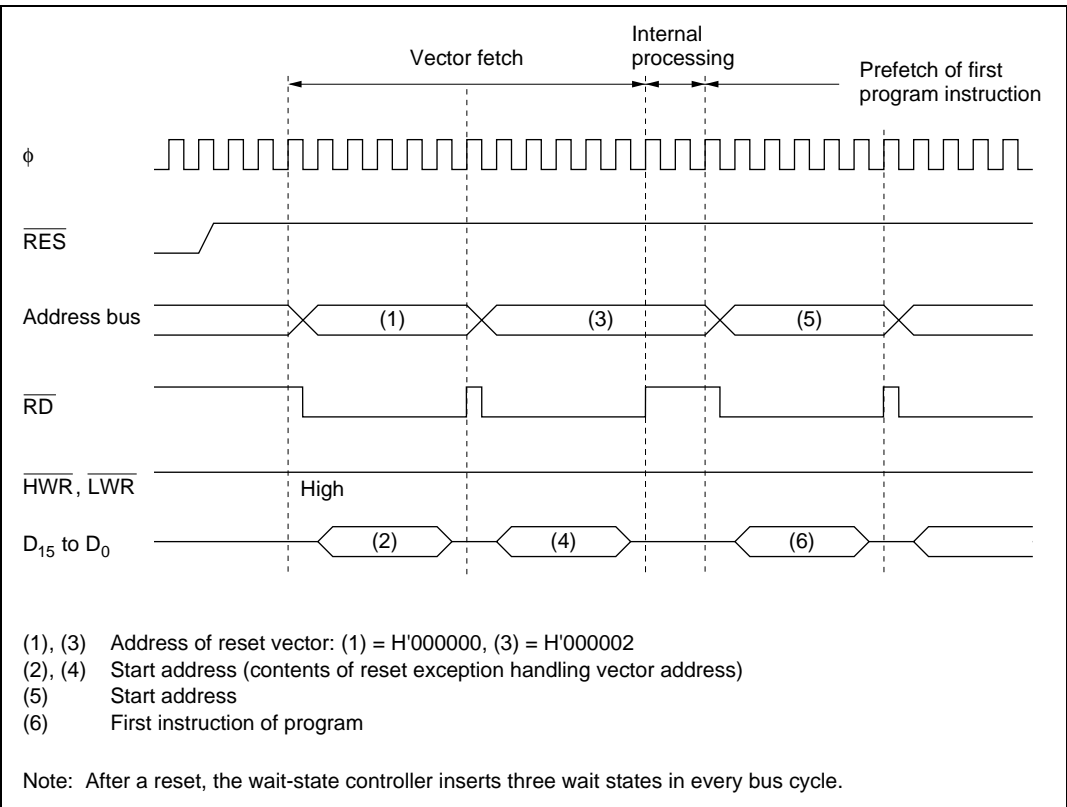 Vector fetch
Internal
processing
Prefetch of first
program instruction
φ
RES
Address bus
(1)
(3)
(5)
RD
HWR, LWR
High
D15 to D0
(2)
(4)
(6)
(1), (3) Address of reset vector: (1) = H'000000, (3) = H'000002
(2), (4) Start address (contents of reset exception handling vector address)
(5) Start address
(6) First instruction of program
Note: After a reset, the wait-state controller inserts three wait states in every bus cycle.